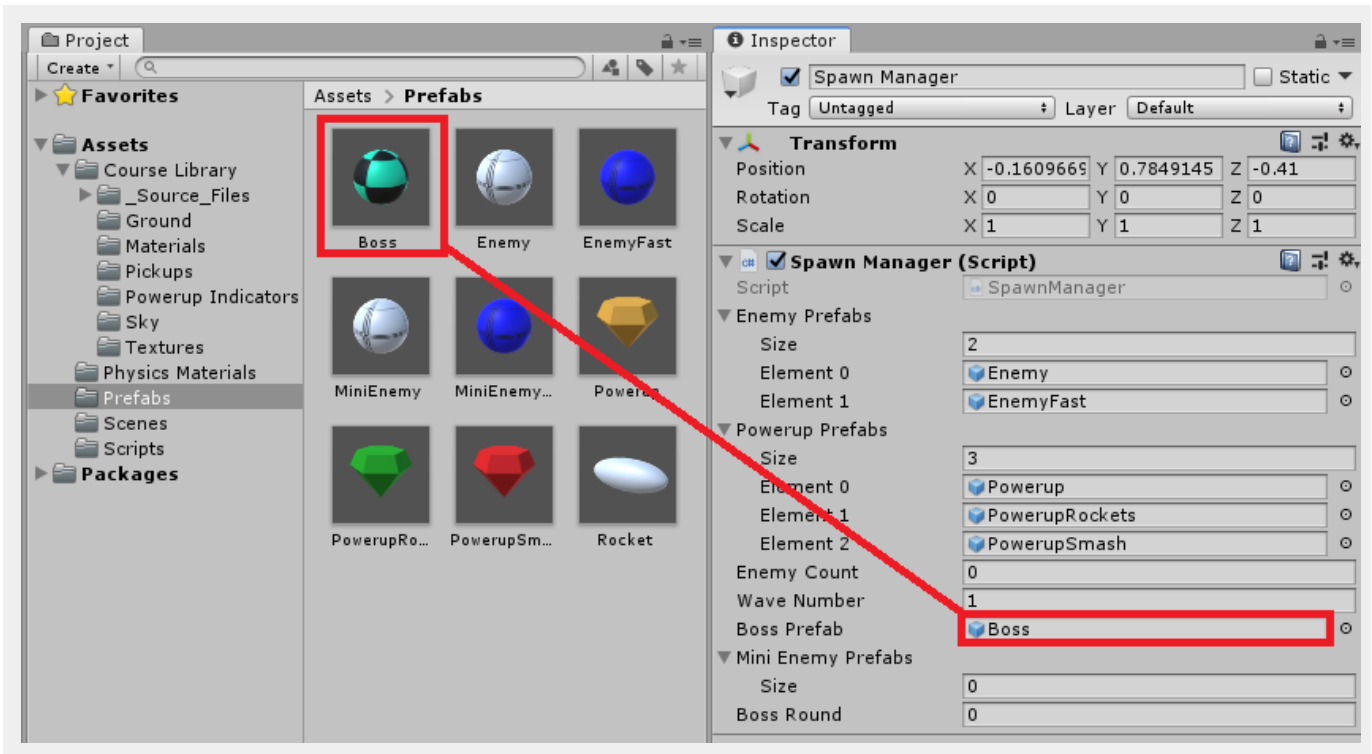 Project
Create
Favorites
Assets
Course Library
_Source_Files
Ground
Materials
Pickups
Powerup Indicators
Sky
Textures
Physics Materials
Prefabs
Scenes
Scripts
Packages
Assets > Prefabs
Boss Enemy EnemyFast
MiniEnemy MiniEnemy... Powerup
PowerupRo... PowerupSm... Rocket
Inspector
Spawn Manager Static
Tag Untagged Layer Default
Transform
Position X -0.1609669 Y 0.7849145 Z -0.41
Rotation X 0 Y 0 Z 0
Scale X 1 Y 1 Z 1
c# Spawn Manager (Script)
Script SpawnManager
Enemy Prefabs
Size 2
Element 0 Enemy
Element 1 EnemyFast
Powerup Prefabs
Size 3
Element 0 Powerup
Element 1 PowerupRockets
Element 2 PowerupSmash
Enemy Count 0
Wave Number 1
Boss Prefab Boss
Mini Enemy Prefabs
Size 0
Boss Round 0